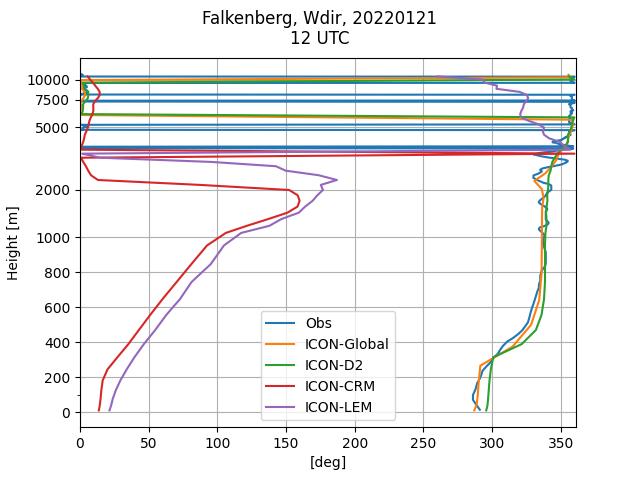 Falkenberg, Wdir, 20220121
12 UTC
Height [m]
10000
7500
5000
2000
1000
800
600
400
200
0
Obs
ICON-Global
ICON-D2
ICON-CRM
ICON-LEM
0 50 100 150 200 250 300 350
[deg]